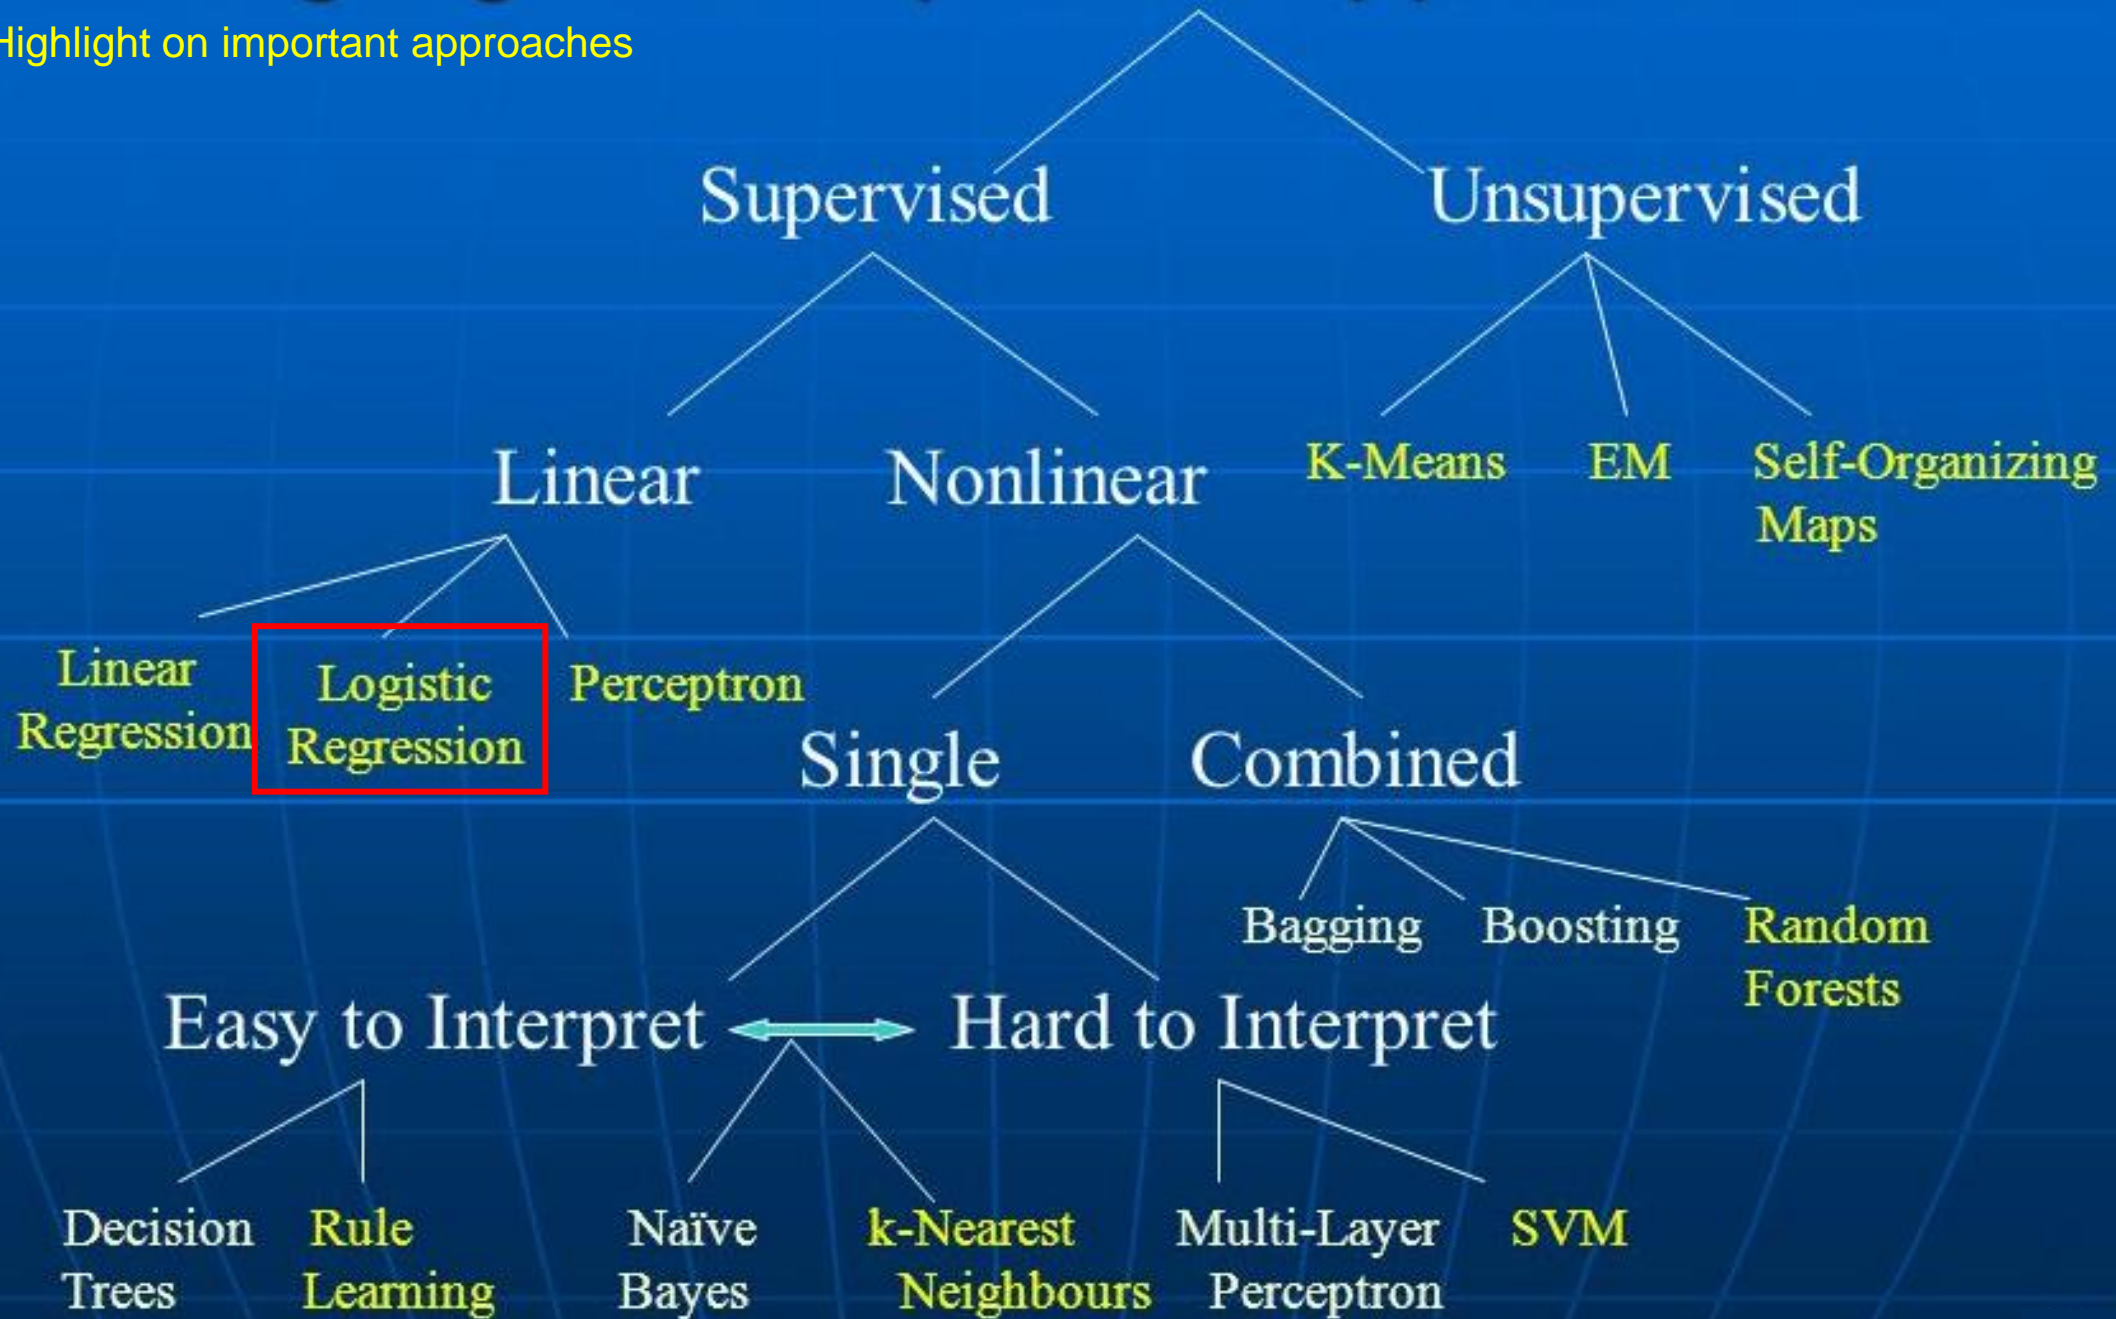 Highlight on important approaches
Supervised Unsupervised
Linear Nonlinear K-Means EM Self-Organizing
Maps
Linear
Regression
Logistic
Regression
Perceptron
Single Combined
Bagging Boosting Random
Forests
Easy to Interpret Hard to Interpret
Decision
Trees
Rule
Learning
Naïve
Bayes
k-Nearest
Neighbours
Multi-Layer
Perceptron
SVM